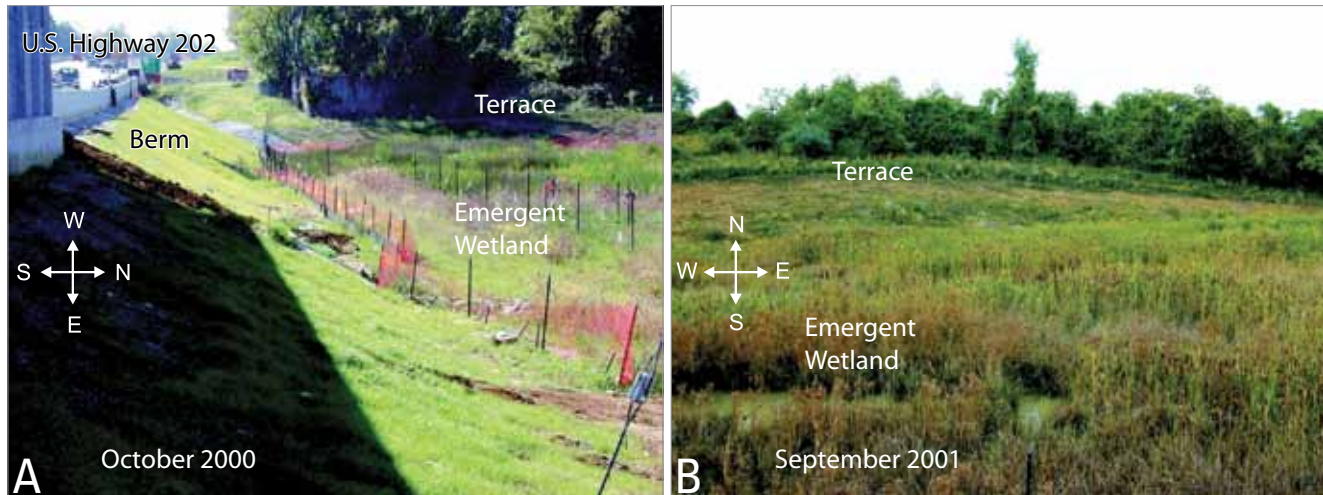 U.S. Highway 202
Berm
Terrace
Emergent
Wetland
W
S N
E
October 2000
A
Terrace
N
W E
S
Emergent
Wetland
September 2001
B